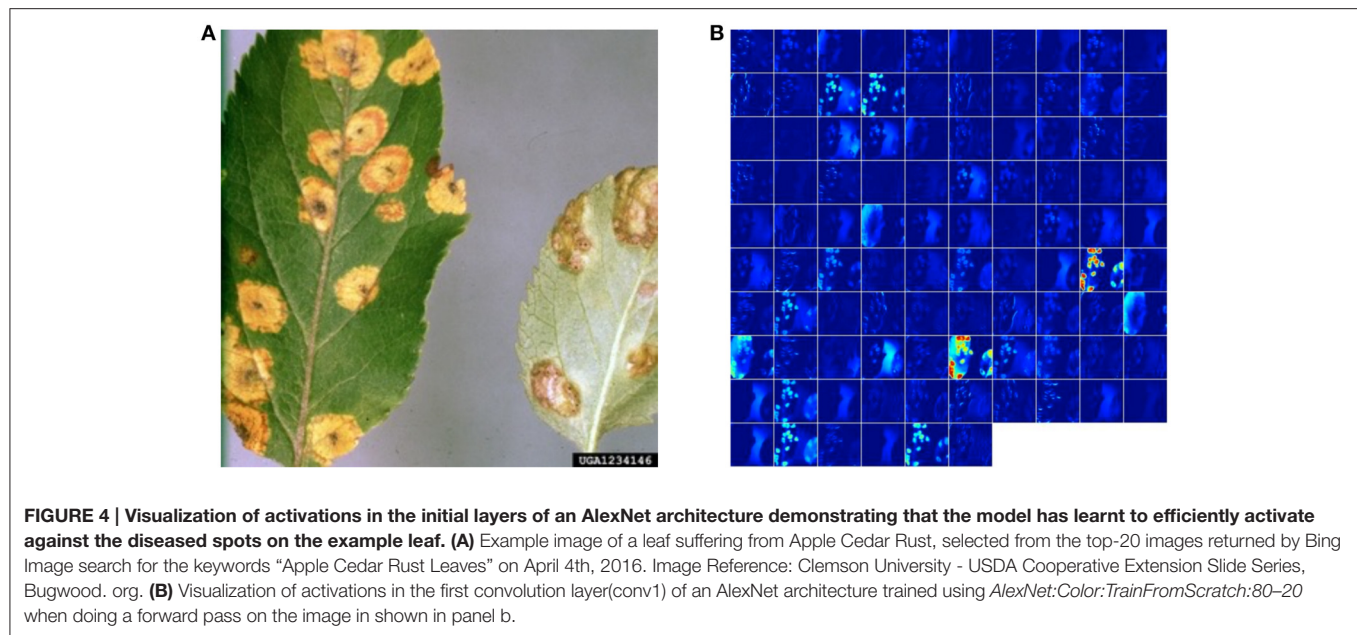 A
B
UGA1234146
FIGURE 4 | Visualization of activations in the initial layers of an AlexNet architecture demonstrating that the model has learnt to efficiently activate
against the diseased spots on the example leaf. (A) Example image of a leaf suffering from Apple Cedar Rust, selected from the top-20 images returned by Bing
Image search for the keywords “Apple Cedar Rust Leaves” on April 4th, 2016. Image Reference: Clemson University - USDA Cooperative Extension Slide Series,
Bugwood. org. (B) Visualization of activations in the first convolution layer(conv1) of an AlexNet architecture trained using AlexNet:Color:TrainFromScratch:80–20
when doing a forward pass on the image in shown in panel b.